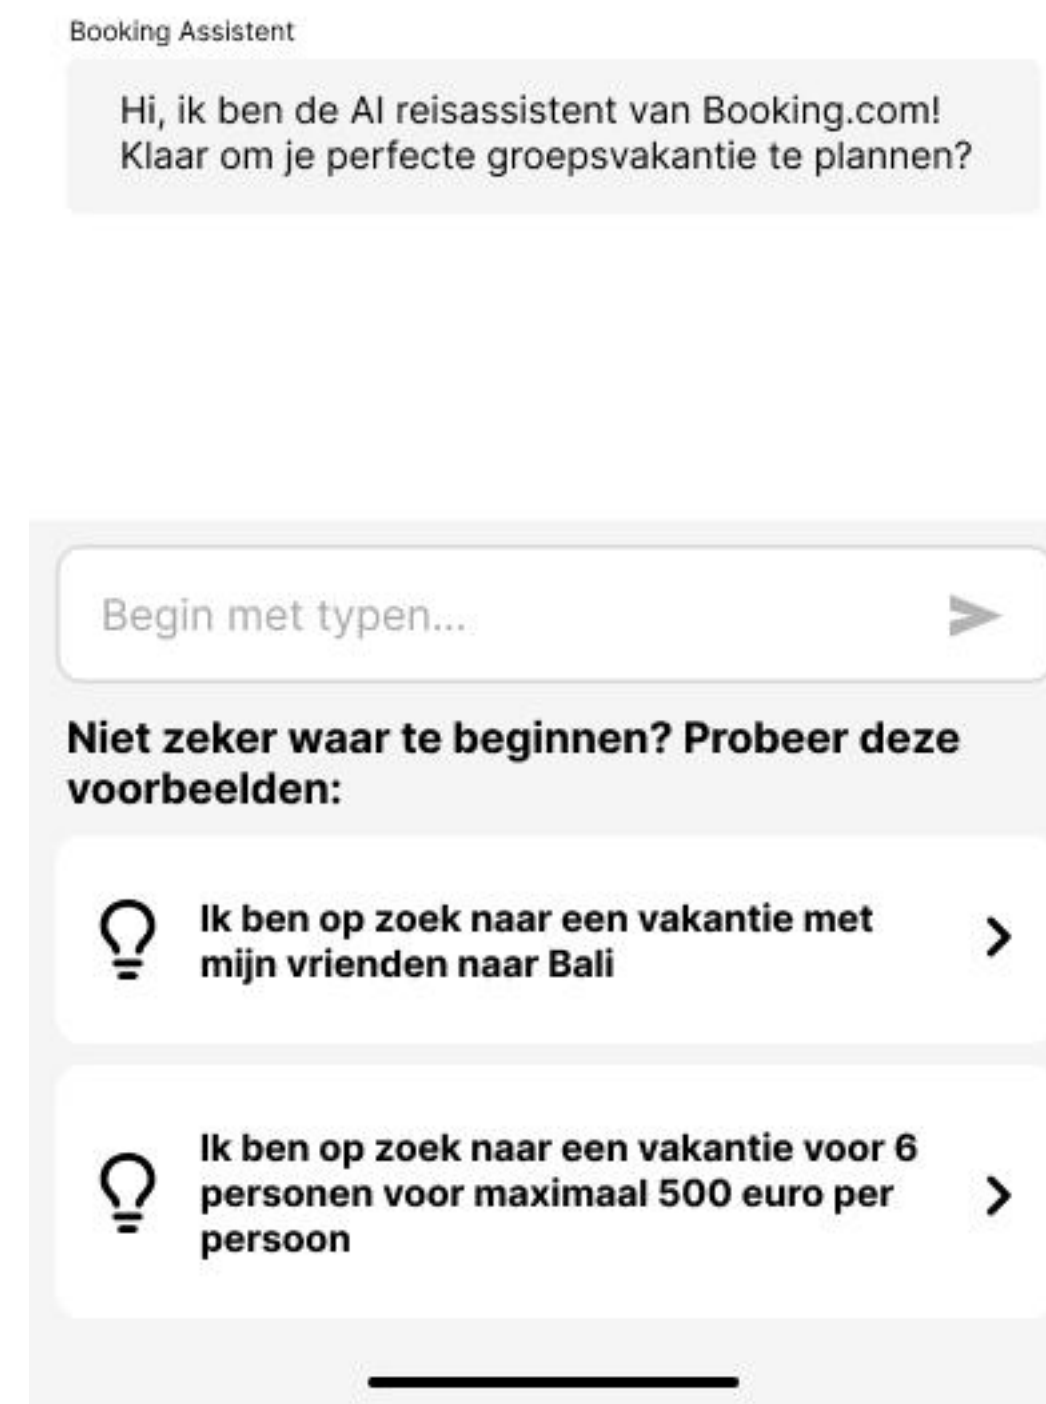 Booking Assistent
Hi, ik ben de AI reisassistent van Booking.com!
Klaar om je perfecte groepsvakantie te plannen?
Begin met typen...
Niet zeker waar te beginnen? Probeer deze
voorbeelden:
Ik ben op zoek naar een vakantie met
mijn vrienden naar Bali
Ik ben op zoek naar een vakantie voor 6
personen voor maximaal 500 euro per
persoon